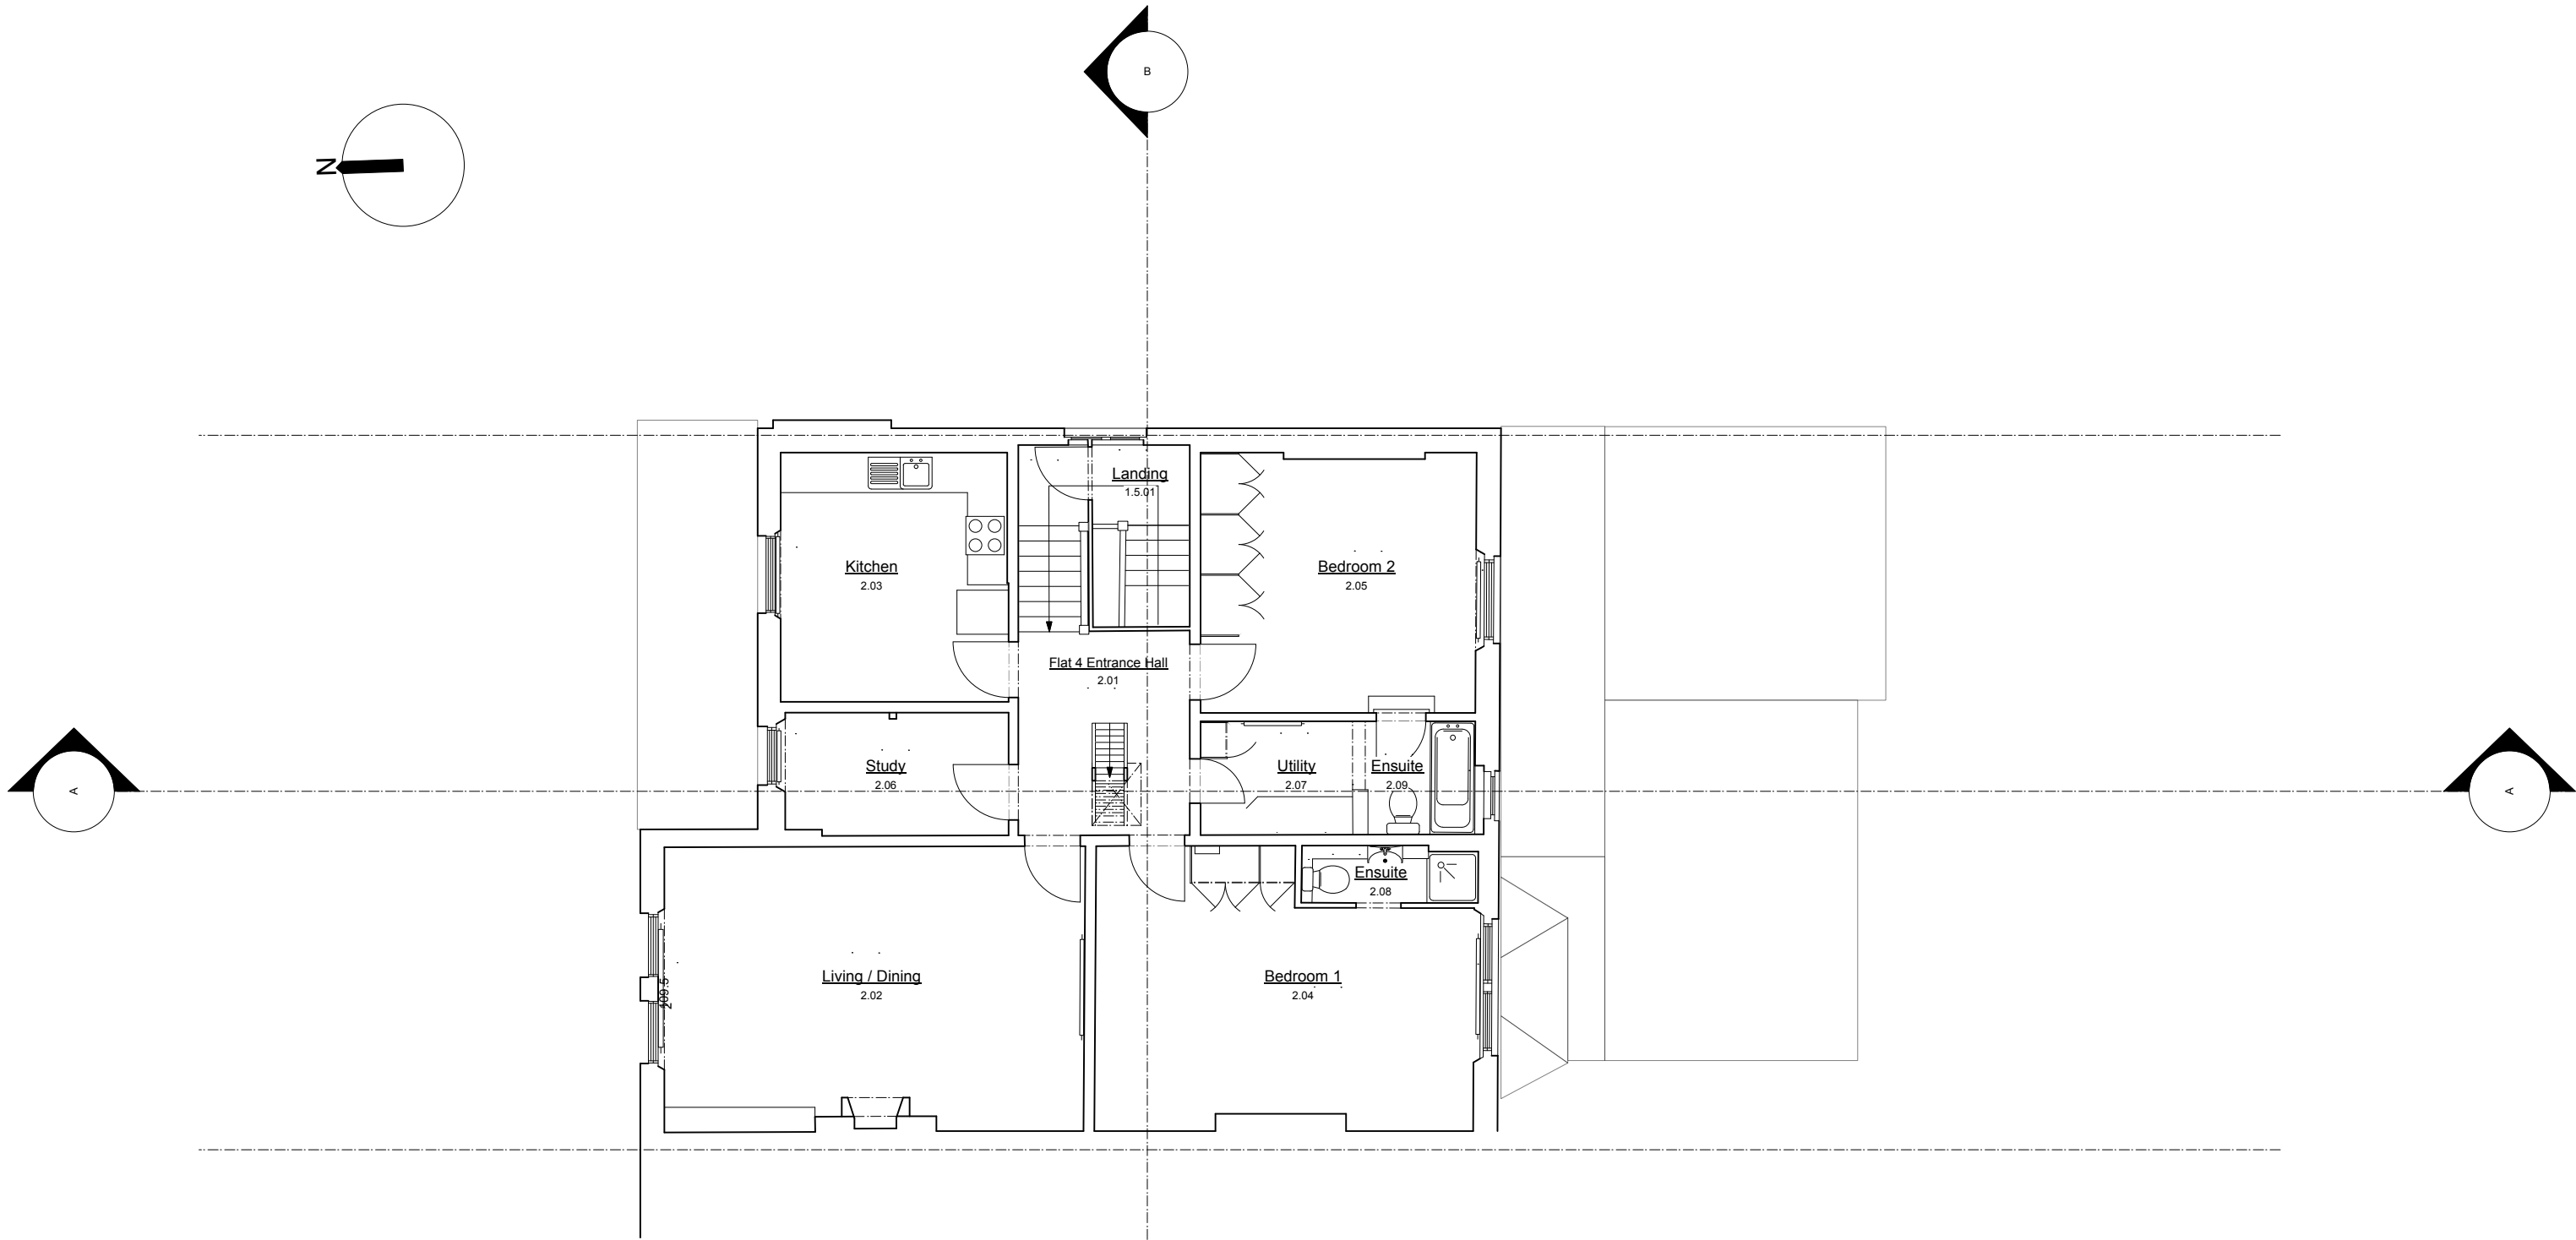 B
N
Landing
1.5.01
Kitchen
2.03
Bedroom 2
2.05
Flat 4 Entrance Hall
2.01
Study
2.06
Utility
2.07
Ensuite
2.09
A
A
Ensuite
2.08
Living / Dining
2.02
Bedroom 1
2.04